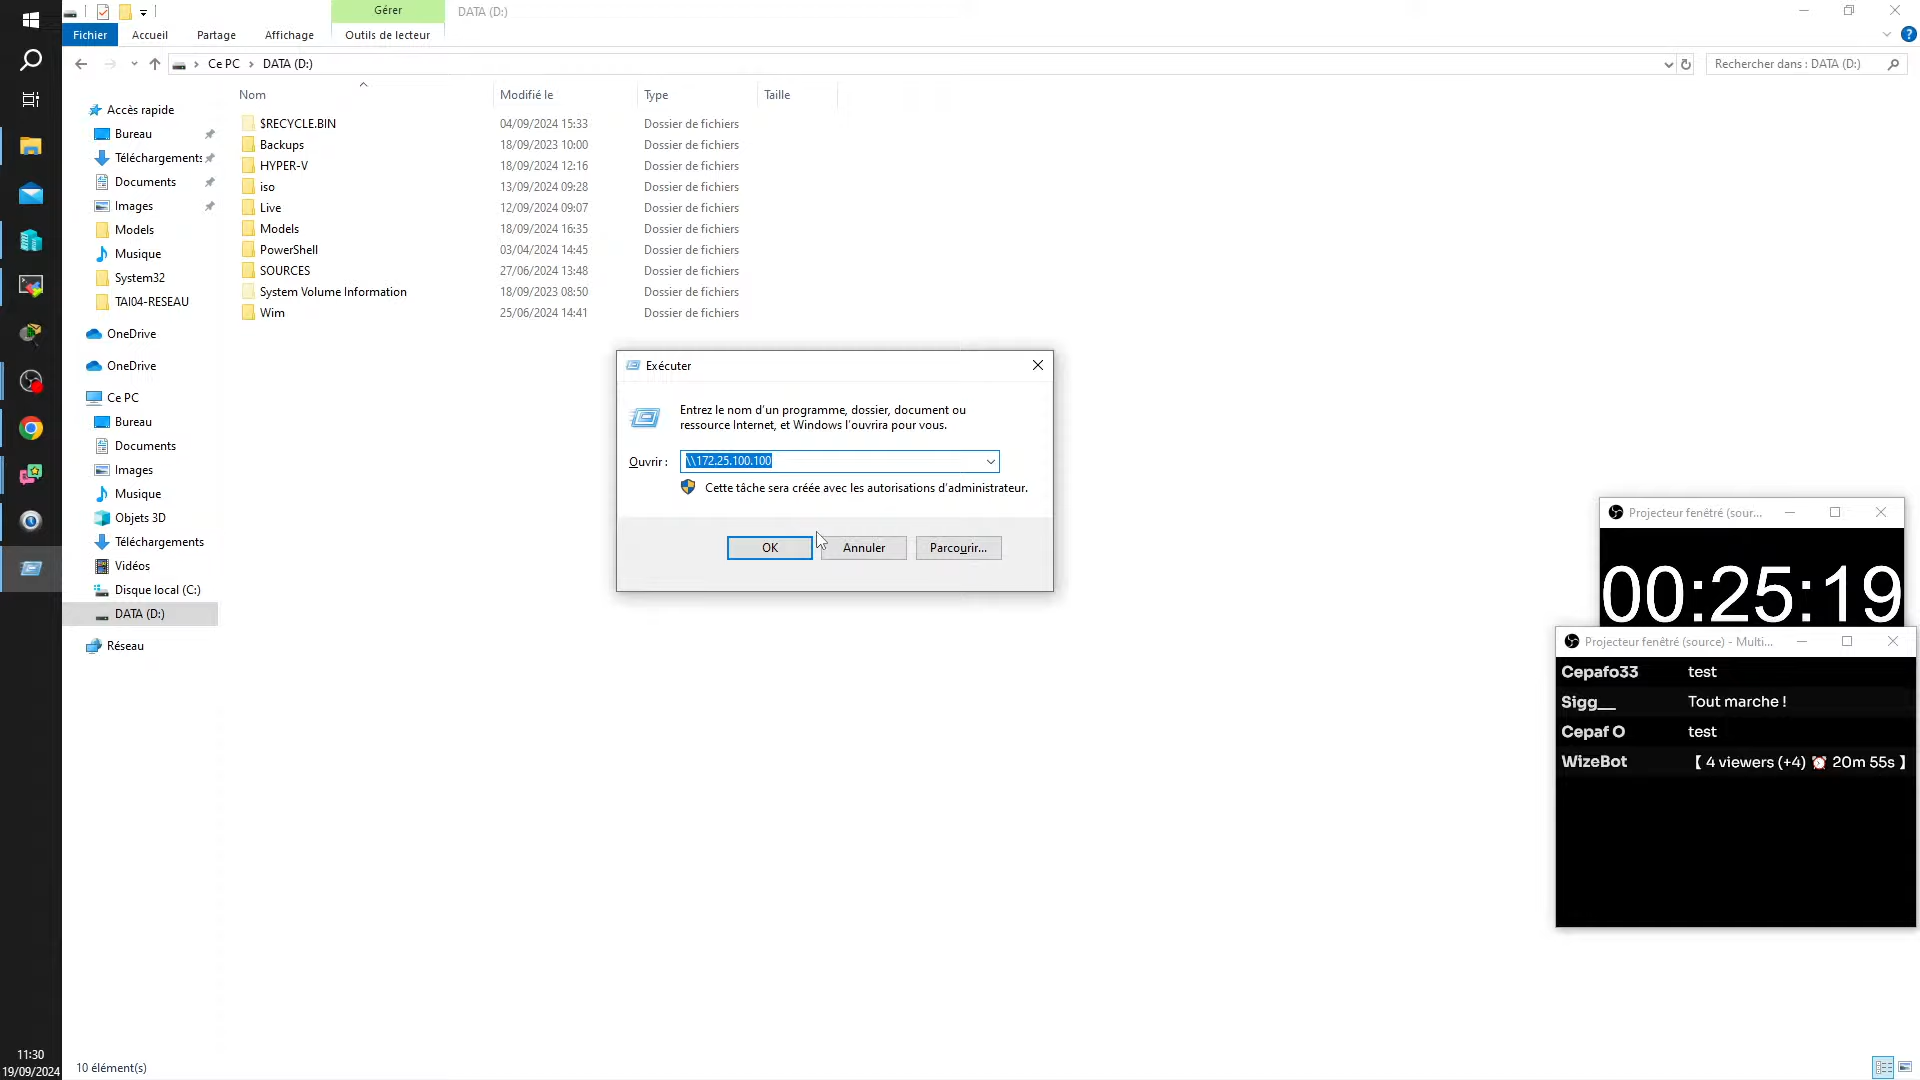 Gérer
DATA (D:)
Fichier
Accueil
Partage
Affichage
Outils de lecteur
Ce PC
DATA (D:)
Rechercher dans : DATA (D:)
Nom
Modifié le
Type
Taille
$RECYCLE.BIN 04/09/2024 15:33 Dossier de fichiers
Backups 18/09/2023 10:00 Dossier de fichiers
HYPER-V 18/09/2024 12:16 Dossier de fichiers
iso 13/09/2024 09:28 Dossier de fichiers
Live 12/09/2024 09:07 Dossier de fichiers
Models 18/09/2024 16:35 Dossier de fichiers
PowerShell 03/04/2024 14:45 Dossier de fichiers
SOURCES 27/06/2024 13:48 Dossier de fichiers
System Volume Information 18/09/2023 08:50 Dossier de fichiers
Wim 25/06/2024 14:41 Dossier de fichiers
Accès rapide
Bureau
Téléchargements
Documents
Images
Models
Musique
System32
TAI04-RESEAU
OneDrive
OneDrive
Ce PC
Bureau
Documents
Images
Musique
Objets 3D
Téléchargements
Vidéos
Disque local (C:)
DATA (D:)
Réseau
Exécuter
Entrez le nom d'un programme, dossier, document ou
ressource Internet, et Windows l'ouvrira pour vous.
Ouvrir :
\\172.25.100.100
Cette tâche sera créée avec les autorisations d'administrateur.
OK
Annuler
Parcourir...
Projecteur fenêtré (sour...
00:25:19
Projecteur fenêtré (source) - Multi...
Cepafo33 test
Sigg__ Tout marche !
Cepaf O test
WizeBot 【 4 viewers (+4) ⏰ 20m 55s 】
11:30
19/09/2024
10 élément(s)